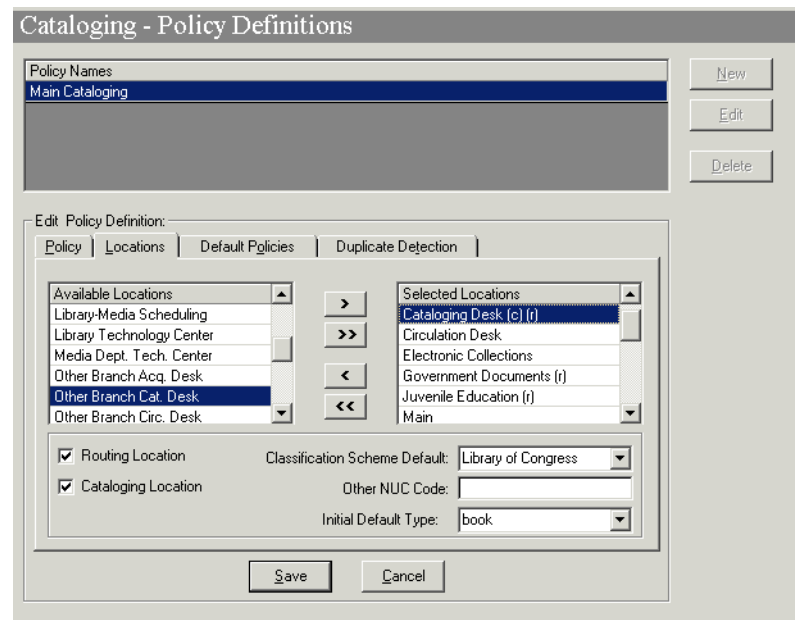 Cataloging - Policy Definitions
Policy Names
Main Cataloging
New
Edit
Delete
Edit Policy Definition:
Policy Locations Default Policies Duplicate Detection
Available Locations
Library-Media Scheduling
Library Technology Center
Media Dept. Tech. Center
Other Branch Acq. Desk
Other Branch Cat. Desk
Other Branch Circ. Desk
>
>>
<
<<
Selected Locations
Cataloging Desk (c) (r)
Circulation Desk
Electronic Collections
Government Documents (r)
Juvenile Education (r)
Main
Routing Location
Cataloging Location
Classification Scheme Default: Library of Congress
Other NUC Code:
Initial Default Type: book
Save Cancel